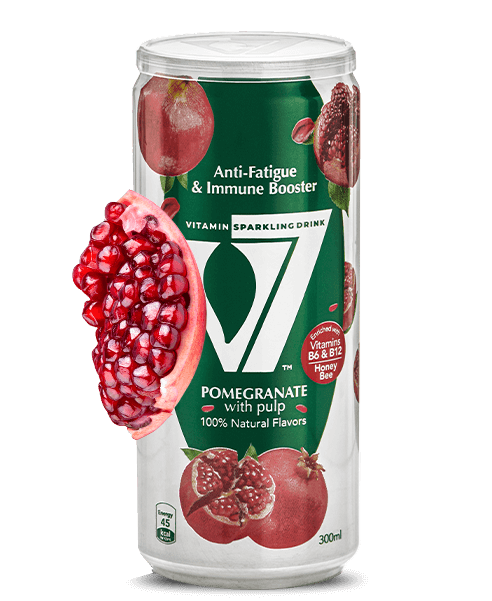 Anti-Fatigue
& Immune Booster
VITAMIN SPARKLING DRINK
V7
TM
Enriched with
Vitamins
B6 & B12
Honey
Bee
POMEGRANATE
with pulp
100% Natural Flavors
Energy
45
kcal
300ml